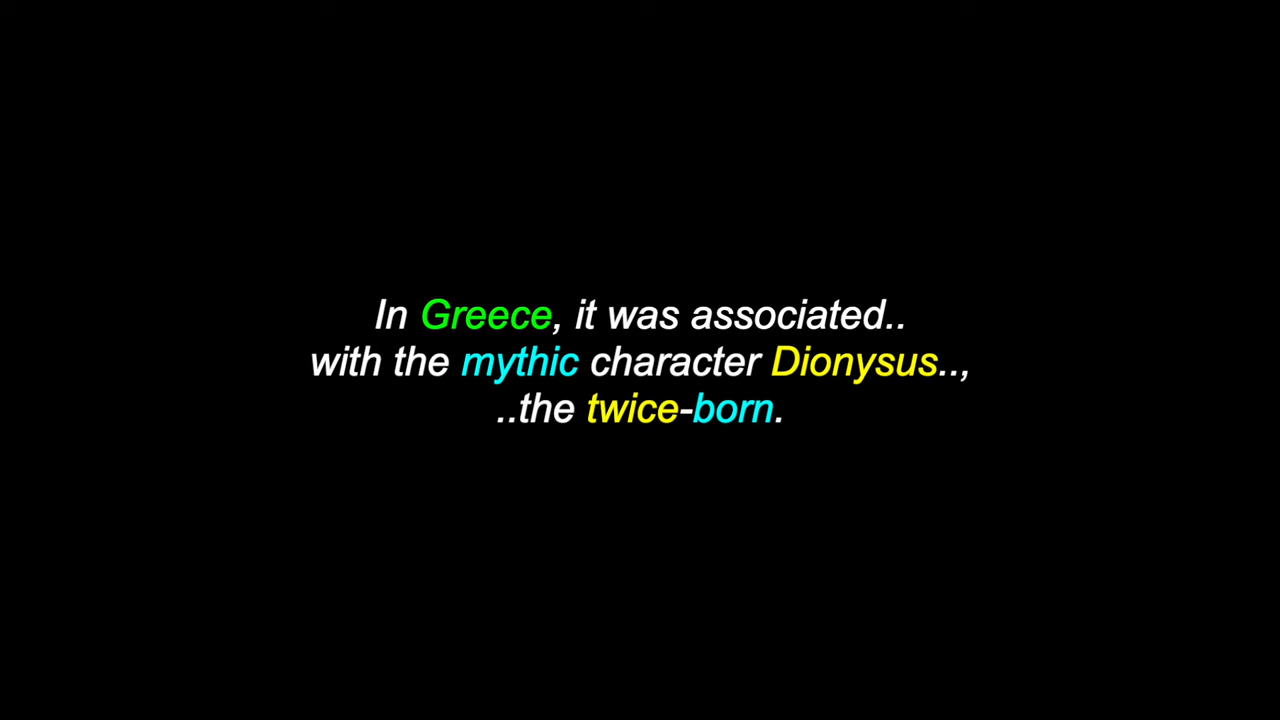 In Greece, it was associated..
with the mythic character Dionysus..,
..the twice-born.